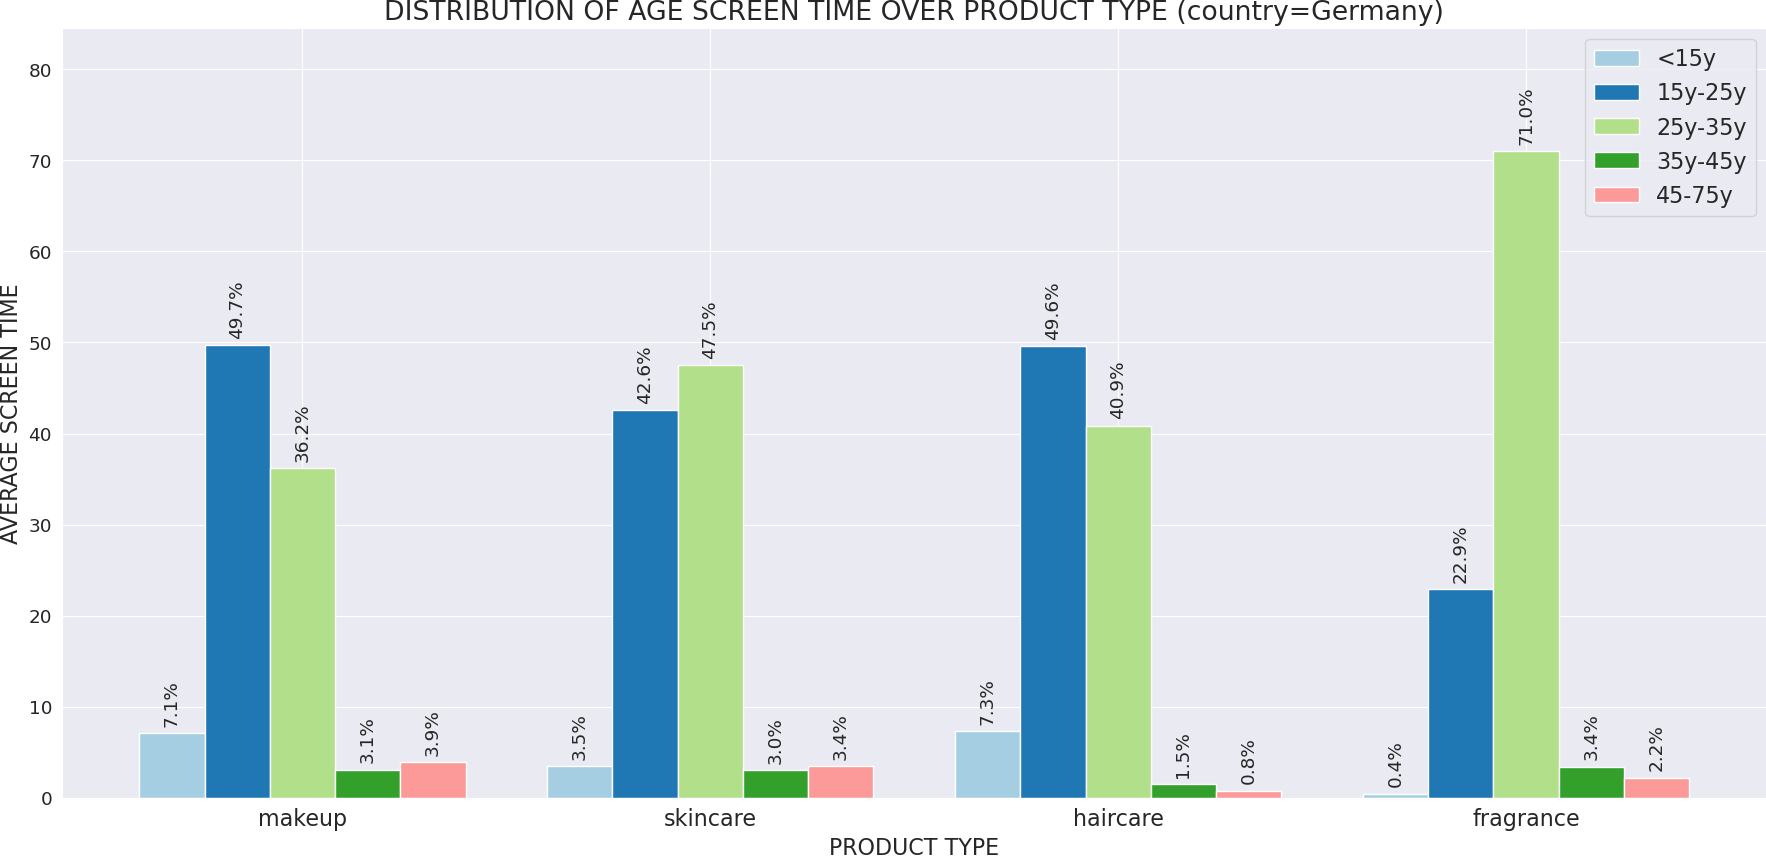 DISTRIBUTION OF AGE SCREEN TIME OVER PRODUCT TYPE (country=Germany)
AVERAGE SCREEN TIME
80
70
60
50
40
30
20
10
0
<15y
15y-25y
25y-35y
35y-45y
45-75y
7.1%
49.7%
36.2%
3.1%
3.9%
3.5%
42.6%
47.5%
3.0%
3.4%
7.3%
49.6%
40.9%
1.5%
0.8%
0.4%
22.9%
71.0%
3.4%
2.2%
makeup
skincare
haircare
fragrance
PRODUCT TYPE